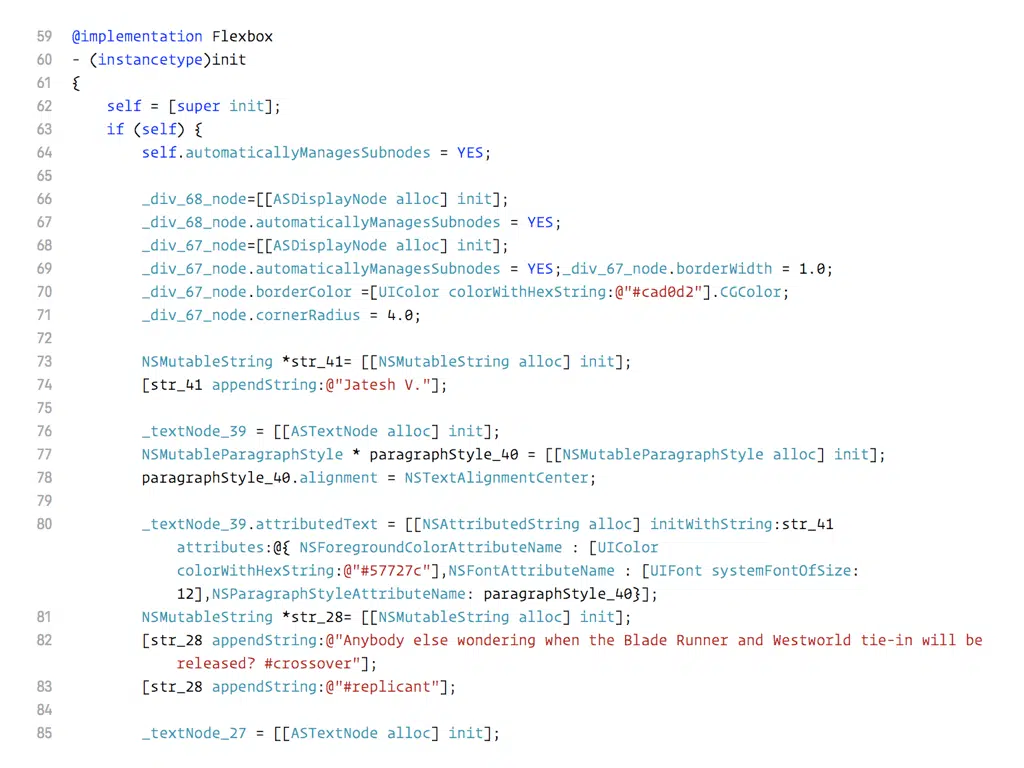 59 @implementation Flexbox
60 - (instancetype)init
61 {
62 self = [super init];
63 if (self) {
64 self.automaticallyManagesSubnodes = YES;
65
66 _div_68_node=[[ASDisplayNode alloc] init];
67 _div_68_node.automaticallyManagesSubnodes = YES;
68 _div_67_node=[[ASDisplayNode alloc] init];
69 _div_67_node.automaticallyManagesSubnodes = YES;_div_67_node.borderWidth = 1.0;
70 _div_67_node.borderColor =[UIColor colorWithHexString:@"#cad0d2"].CGColor;
71 _div_67_node.cornerRadius = 4.0;
72
73 NSMutableString *str_41= [[NSMutableString alloc] init];
74 [str_41 appendString:@"Jatesh V."];
75
76 _textNode_39 = [[ASTextNode alloc] init];
77 NSMutableParagraphStyle * paragraphStyle_40 = [[NSMutableParagraphStyle alloc] init];
78 paragraphStyle_40.alignment = NSTextAlignmentCenter;
79
80 _textNode_39.attributedText = [[NSAttributedString alloc] initWithString:str_41
attributes:@{ NSForegroundColorAttributeName : [UIColor
colorWithHexString:@"#57727c"],NSFontAttributeName : [UIFont systemFontOfSize:
12],NSParagraphStyleAttributeName: paragraphStyle_40}];
81 NSMutableString *str_28= [[NSMutableString alloc] init];
82 [str_28 appendString:@"Anybody else wondering when the Blade Runner and Westworld tie-in will be
released? #crossover"];
83 [str_28 appendString:@"#replicant"];
84
85 _textNode_27 = [[ASTextNode alloc] init];